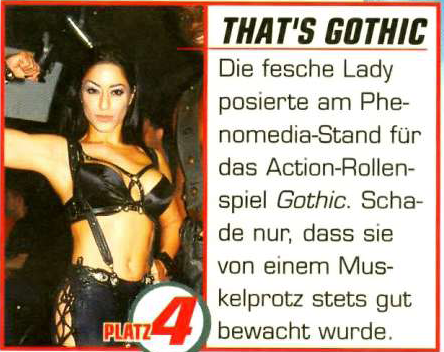 THAT'S GOTHIC
Die fesche Lady
posierte am Phe-
nomedia-Stand für
das Action-Rollen-
spiel Gothic. Scha-
de nur, dass sie
von einem Mus-
kelprotz stets gut
bewacht wurde.
PLATZ 4